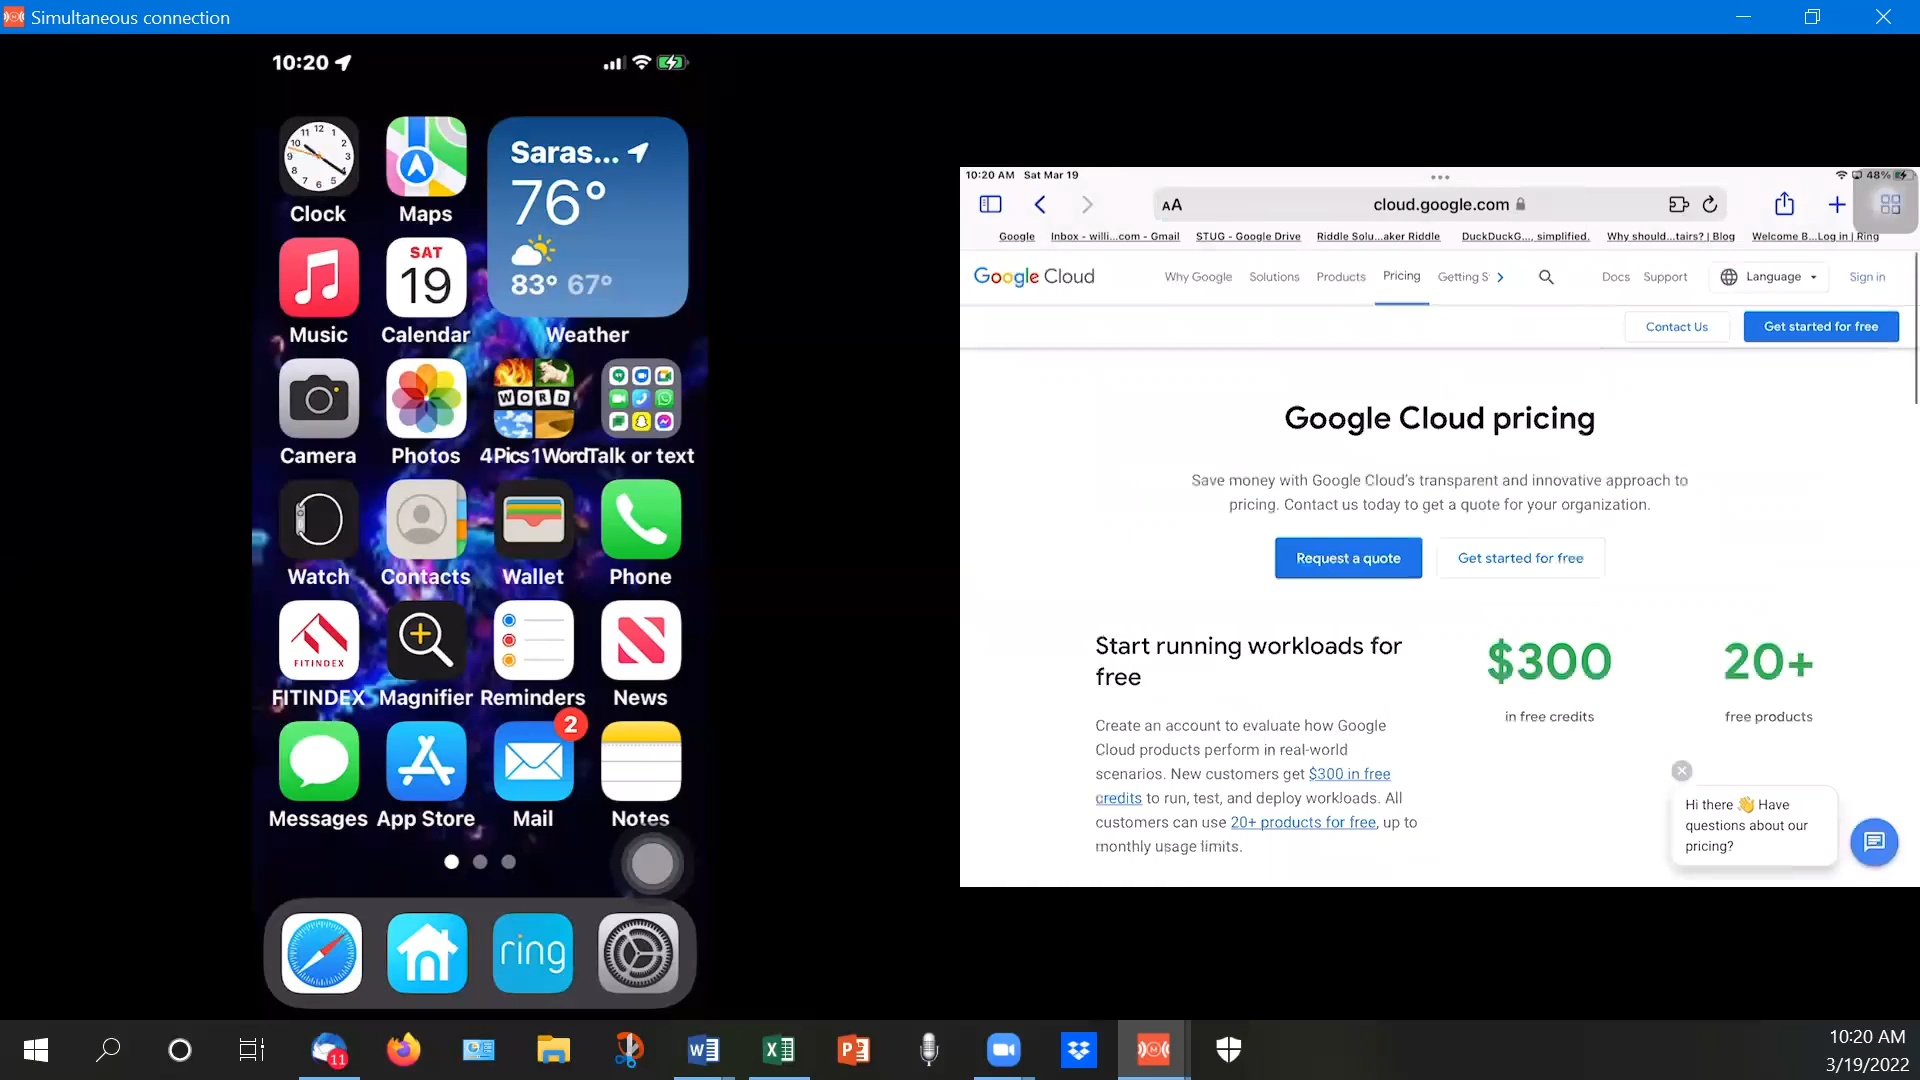 Simultaneous connection
10:20
Clock
Maps
Saras...
76°
83° 67°
Weather
Music
SAT
19
Calendar
Camera
Photos
WORD
4Pics1Word
Talk or text
Watch
Contacts
Wallet
Phone
FITINDEX
FITINDEX
Magnifier
Reminders
News
Messages
App Store
2
Mail
Notes
ring
10:20 AM Sat Mar 19
48%
AA
cloud.google.com
Google
Inbox - willi...com - Gmail
STUG - Google Drive
Riddle Solu...aker Riddle
DuckDuckG..., simplified.
Why should...tairs? | Blog
Welcome B...Log in | Ring
Google Cloud
Why Google
Solutions
Products
Pricing
Getting S
Docs
Support
Language
Sign in
Contact Us
Get started for free
Google Cloud pricing
Save money with Google Cloud's transparent and innovative approach to
pricing. Contact us today to get a quote for your organization.
Request a quote
Get started for free
Start running workloads for
free
$300
in free credits
20+
free products
Create an account to evaluate how Google
Cloud products perform in real-world
scenarios. New customers get $300 in free
credits to run, test, and deploy workloads. All
customers can use 20+ products for free, up to
monthly usage limits.
Hi there 👋 Have
questions about our
pricing?
11
10:20 AM
3/19/2022